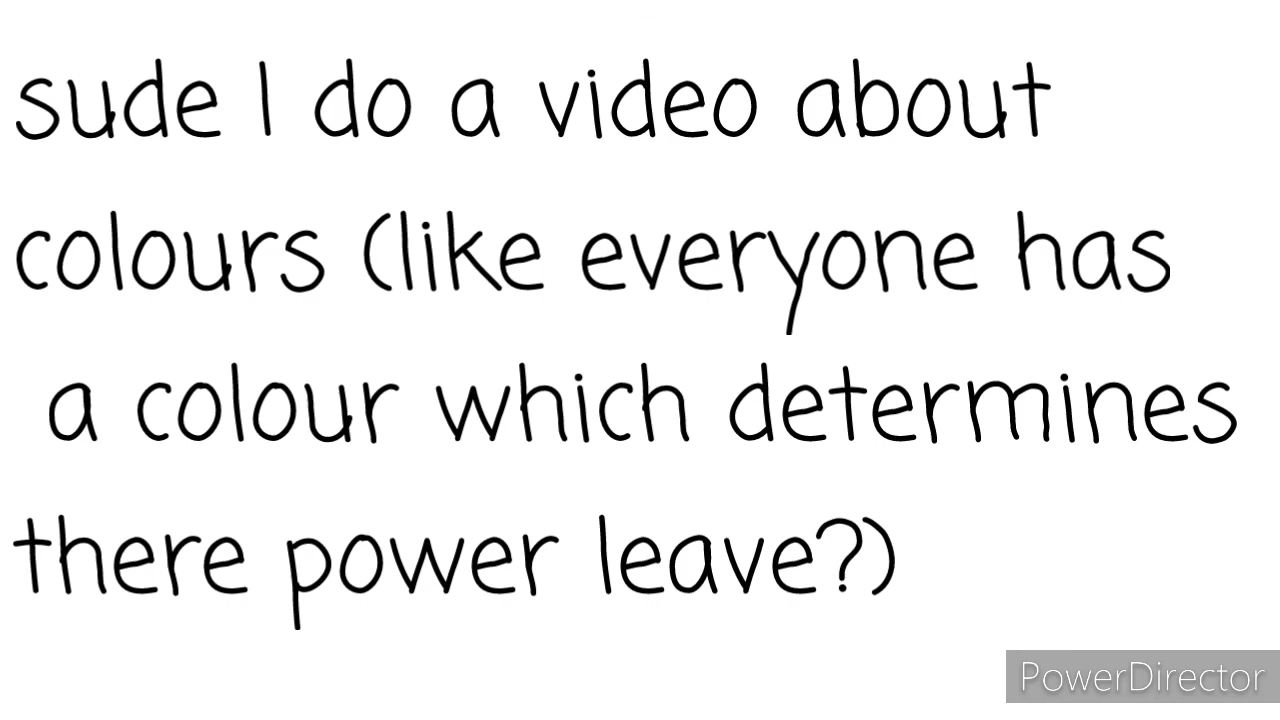 sude I do a video about
colours (like everyone has
a colour which determines
there power leave?)
PowerDirector